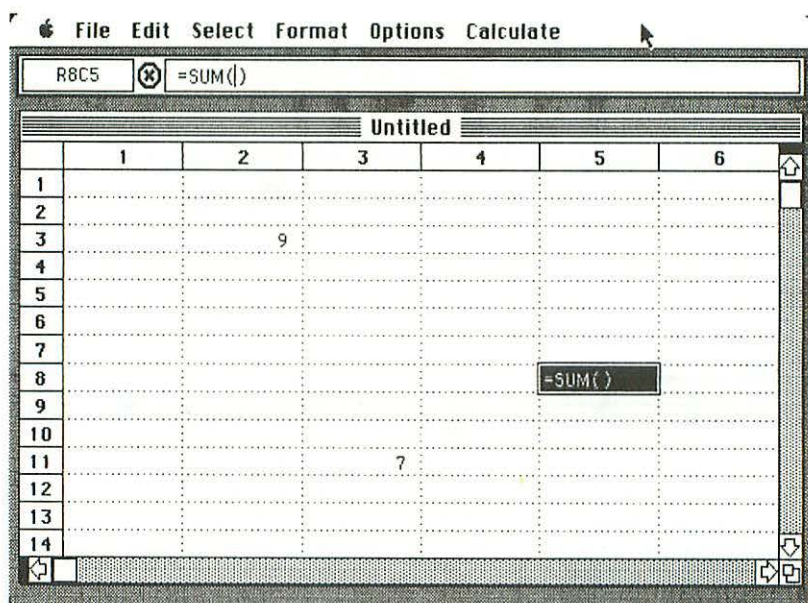 File Edit Select Format Options Calculate
R8C5 =SUM()
Untitled
1 2 3 4 5 6
1
2
3 9
4
5
6
7
8 =SUM()
9
10
11 7
12
13
14